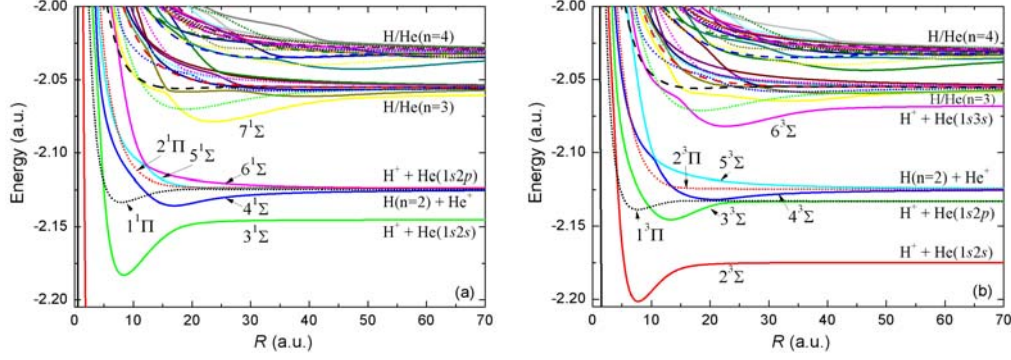 -2.00
-2.05
-2.10
-2.15
-2.20
Energy (a.u.)
0 10 20 30 40 50 60 70
R (a.u.)
H/He(n=4)
H/He(n=3)
7¹Σ
2¹Π
5¹Σ
6¹Σ
H⁺ + He(1s2p)
H(n=2) + He⁺
4¹Σ
1¹Π
H⁺ + He(1s2s)
3¹Σ
(a)
-2.00
-2.05
-2.10
-2.15
-2.20
Energy (a.u.)
0 10 20 30 40 50 60 70
R (a.u.)
H/He(n=4)
H/He(n=3)
H⁺ + He(1s3s)
6³Σ
2³Π
5³Σ
H(n=2) + He⁺
1³Π
3³Σ
4³Σ
H⁺ + He(1s2p)
H⁺ + He(1s2s)
2³Σ
(b)